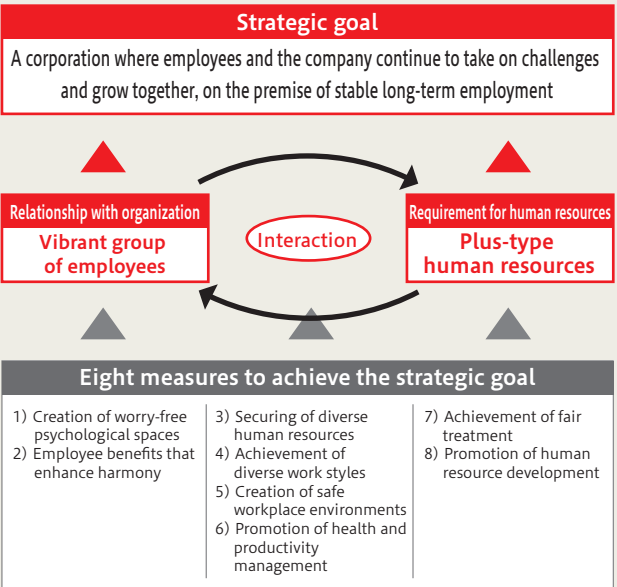 Strategic goal
A corporation where employees and the company continue to take on challenges
and grow together, on the premise of stable long-term employment
Relationship with organization
Vibrant group
of employees
Interaction
Requirement for human resources
Plus-type
human resources
Eight measures to achieve the strategic goal
1) Creation of worry-free
psychological spaces
2) Employee benefits that
enhance harmony
3) Securing of diverse
human resources
4) Achievement of
diverse work styles
5) Creation of safe
workplace environments
6) Promotion of health and
productivity
management
7) Achievement of fair
treatment
8) Promotion of human
resource development